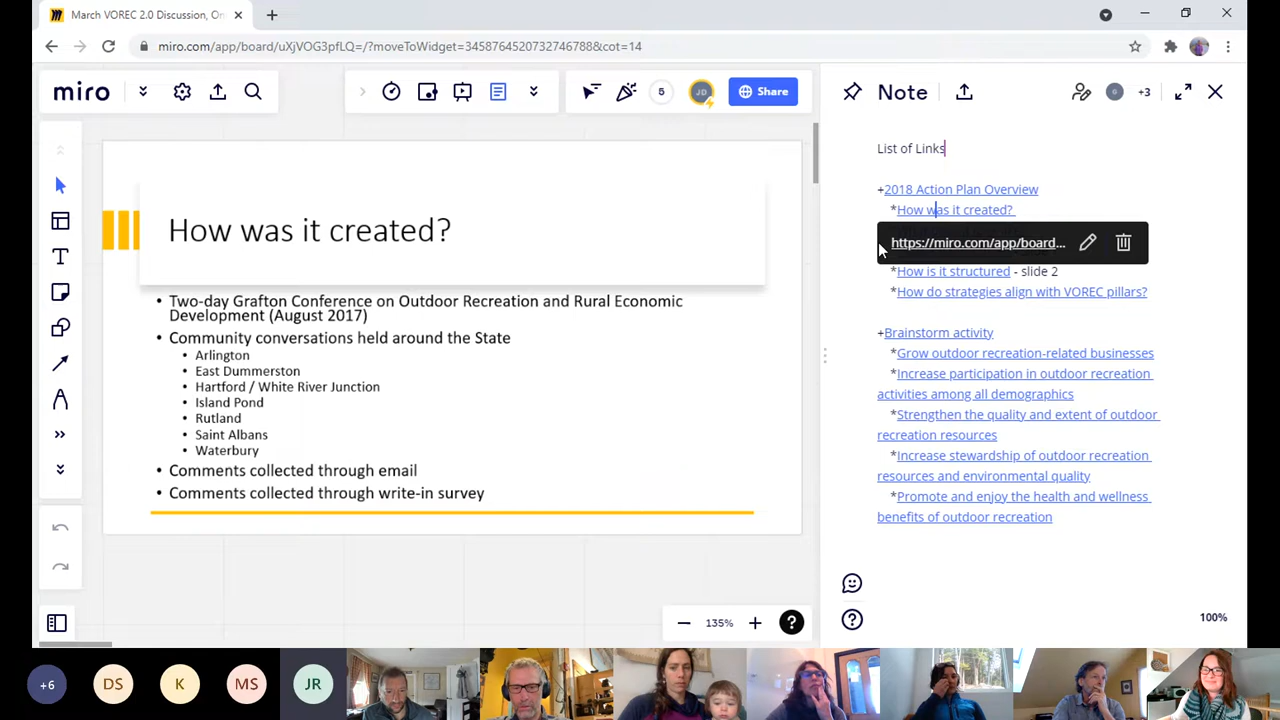 March VOREC 2.0 Discussion, On
miro.com/app/board/uXjVOG3pfLQ=/?moveToWidget=3458764520732746788&cot=14
miro
5
JD
Share
Note
G
+3
How was it created?
• Two-day Grafton Conference on Outdoor Recreation and Rural Economic
Development (August 2017)
• Community conversations held around the State
• Arlington
• East Dummerston
• Hartford / White River Junction
• Island Pond
• Rutland
• Saint Albans
• Waterbury
• Comments collected through email
• Comments collected through write-in survey
135%
?
List of Links
+2018 Action Plan Overview
*How was it created?
https://miro.com/app/board...
*How is it structured - slide 2
*How do strategies align with VOREC pillars?
+Brainstorm activity
*Grow outdoor recreation-related businesses
*Increase participation in outdoor recreation
activities among all demographics
*Strengthen the quality and extent of outdoor
recreation resources
*Increase stewardship of outdoor recreation
resources and environmental quality
*Promote and enjoy the health and wellness
benefits of outdoor recreation
100%
+6
DS
K
MS
JR